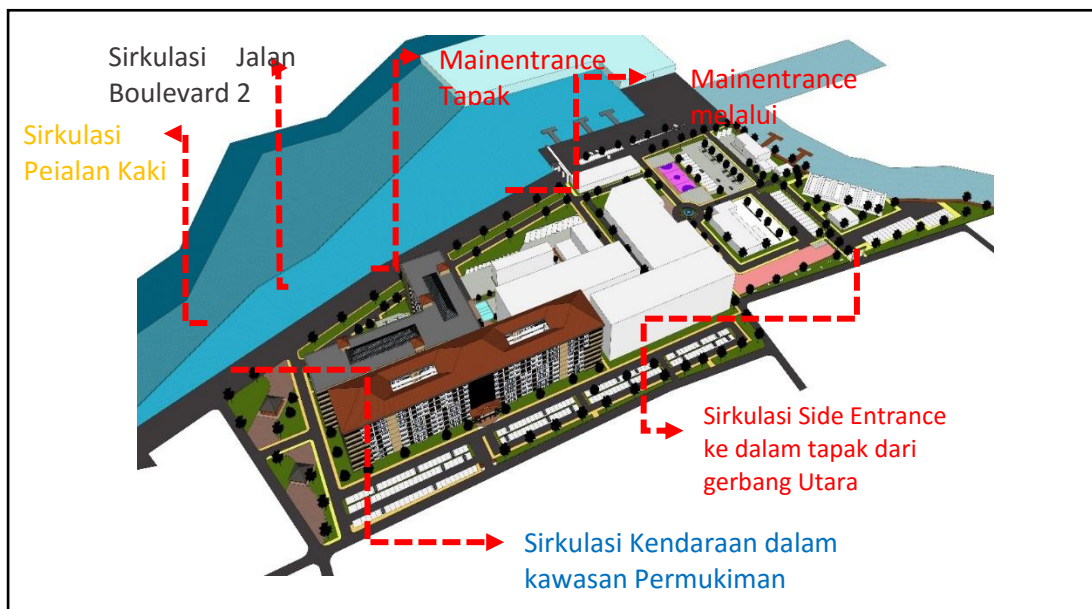 Sirkulasi Jalan
Boulevard 2
Mainentrance
Tapak
Mainentrance
melalui
Sirkulasi
Pejalan Kaki
Sirkulasi Side Entrance
ke dalam tapak dari
gerbang Utara
Sirkulasi Kendaraan dalam
kawasan Permukiman